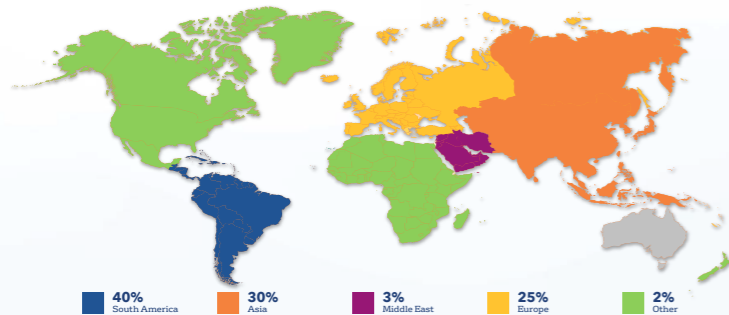 40%
South America
30%
Asia
3%
Middle East
25%
Europe
2%
Other